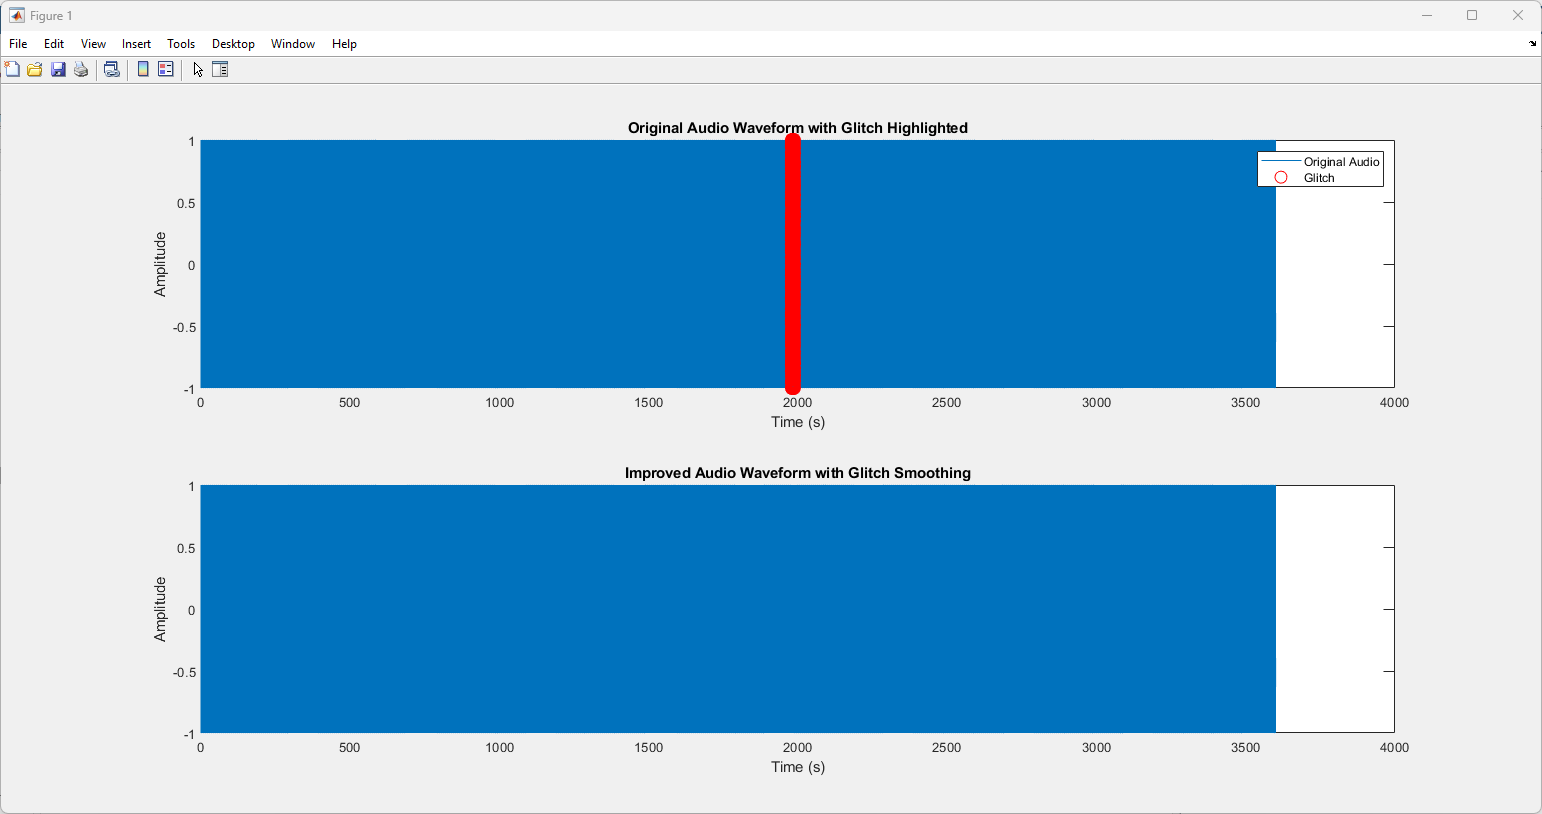 Figure 1
File Edit View Insert Tools Desktop Window Help
Original Audio Waveform with Glitch Highlighted
1
0.5
0
-0.5
-1
Amplitude
Original Audio
Glitch
0 500 1000 1500 2000 2500 3000 3500 4000
Time (s)
Improved Audio Waveform with Glitch Smoothing
1
0.5
0
-0.5
-1
Amplitude
0 500 1000 1500 2000 2500 3000 3500 4000
Time (s)